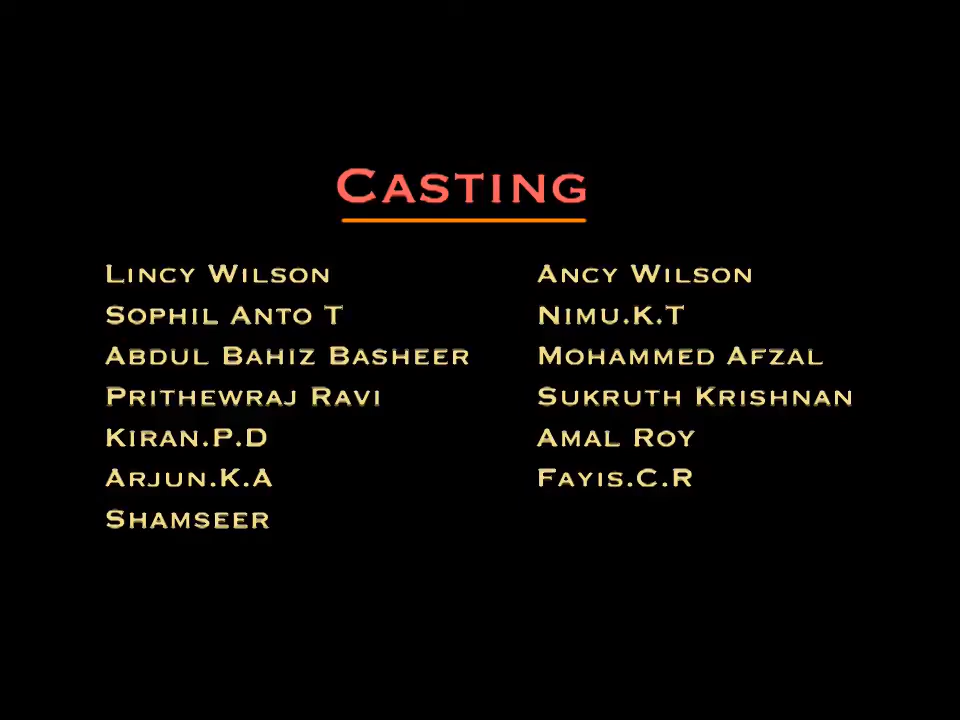 Casting
Lincy Wilson
Sophil Anto T
Abdul Bahiz Basheer
Prithewraj Ravi
Kiran.P.D
Arjun.K.A
Shamseer
Ancy Wilson
Nimu.K.T
Mohammed Afzal
Sukruth Krishnan
Amal Roy
Fayis.C.R